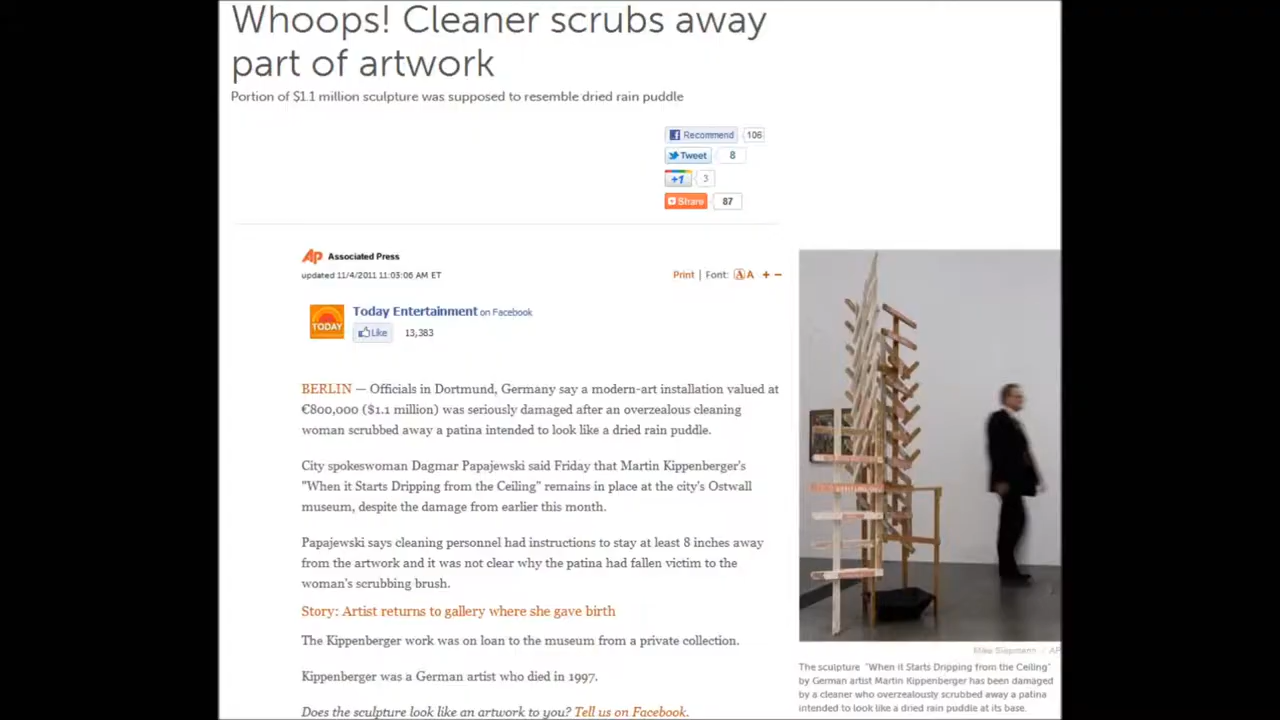 Whoops! Cleaner scrubs away
part of artwork
Portion of $1.1 million sculpture was supposed to resemble dried rain puddle
Recommend 106
Tweet 8
+1 3
Share 87
AP Associated Press
updated 11/4/2011 11:03:06 AM ET
Print | Font: A A + −
Today Entertainment on Facebook
TODAY
Like 13,383
BERLIN — Officials in Dortmund, Germany say a modern-art installation valued at
€800,000 ($1.1 million) was seriously damaged after an overzealous cleaning
woman scrubbed away a patina intended to look like a dried rain puddle.
City spokeswoman Dagmar Papajewski said Friday that Martin Kippenberger's
"When it Starts Dripping from the Ceiling" remains in place at the city's Ostwall
museum, despite the damage from earlier this month.
Papajewski says cleaning personnel had instructions to stay at least 8 inches away
from the artwork and it was not clear why the patina had fallen victim to the
woman's scrubbing brush.
Story: Artist returns to gallery where she gave birth
The Kippenberger work was on loan to the museum from a private collection.
Kippenberger was a German artist who died in 1997.
Does the sculpture look like an artwork to you? Tell us on Facebook.
/ AP
The sculpture "When it Starts Dripping from the Ceiling"
by German artist Martin Kippenberger has been damaged
by a cleaner who overzealously scrubbed away a patina
intended to look like a dried rain puddle at its base.